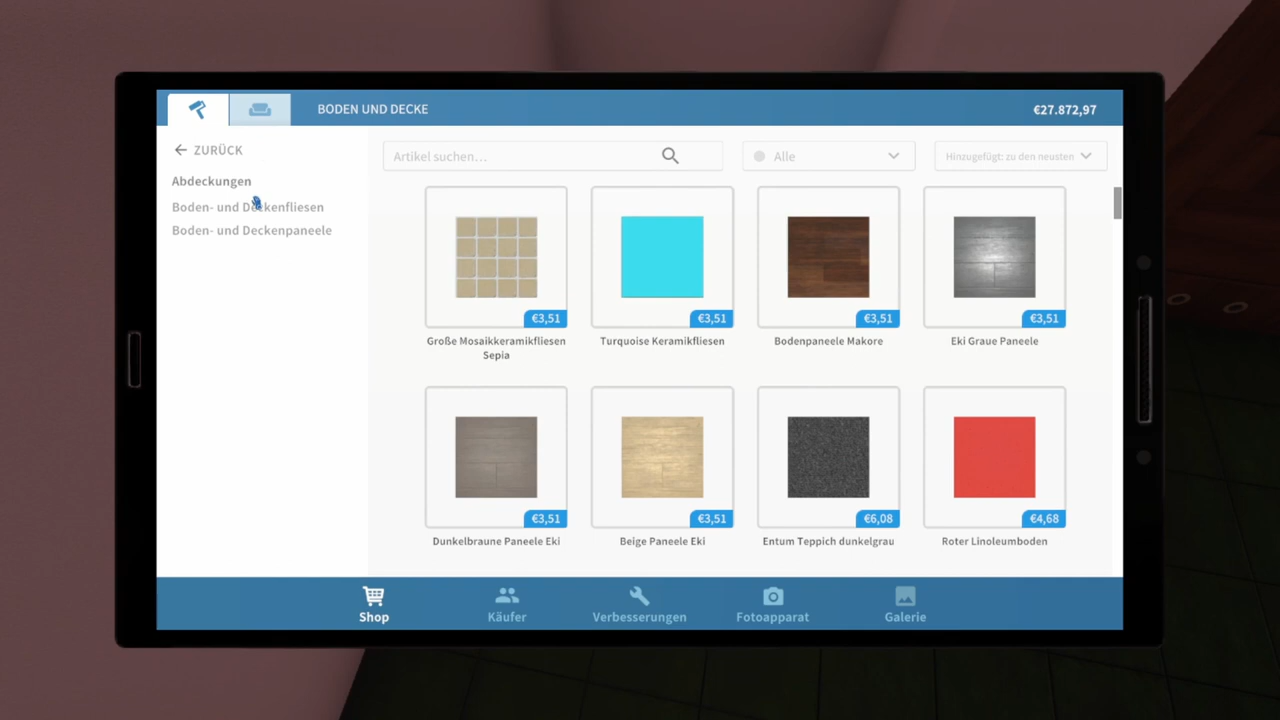 BODEN UND DECKE
€27.872,97
ZURÜCK
Abdeckungen
Boden- und Deckenfliesen
Boden- und Deckenpaneele
Artikel suchen...
Alle
Hinzugefügt: zu den neusten
€3,51
€3,51
€3,51
€3,51
Große Mosaikkeramikfliesen
Sepia
Turquoise Keramikfliesen
Bodenpaneele Makore
Eki Graue Paneele
€3,51
€3,51
€6,08
€4,68
Dunkelbraune Paneele Eki
Beige Paneele Eki
Entum Teppich dunkelgrau
Roter Linoleumboden
Shop
Käufer
Verbesserungen
Fotoapparat
Galerie